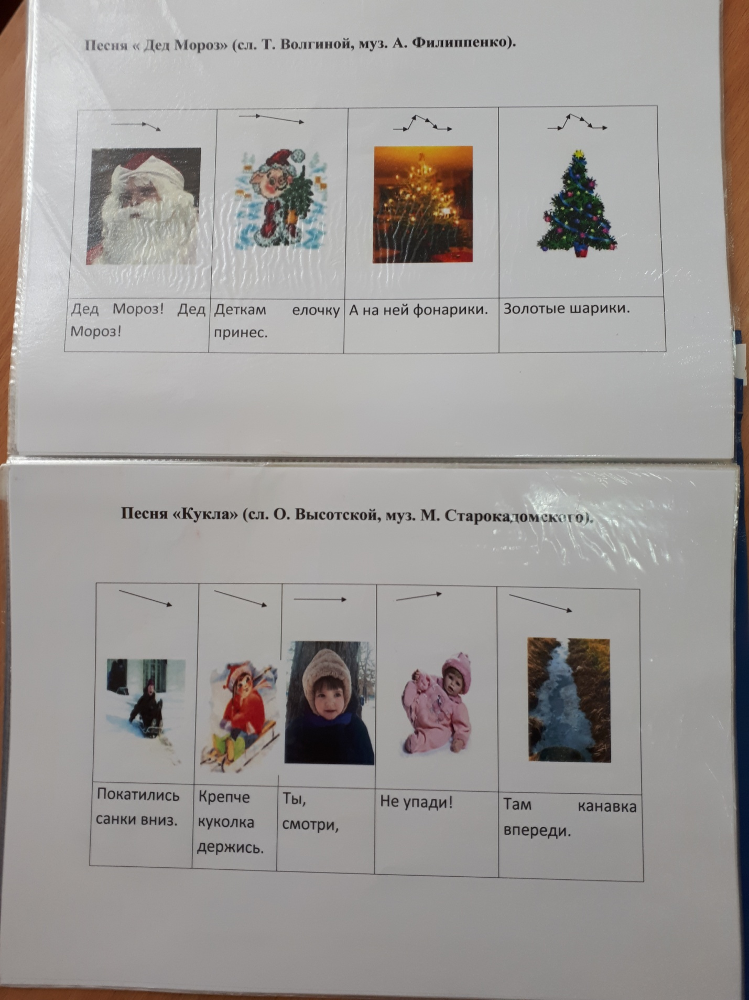 Песня « Дед Мороз» (сл. Т. Волгиной, муз. А. Филиппенко).
Дед Мороз! Дед
Мороз!
Деткам елочку
принес.
А на ней фонарики.
Золотые шарики.
Песня «Кукла» (сл. О. Высотской, муз. М. Старокадомского).
Покатились
санки вниз.
Крепче
куколка
держись.
Ты,
смотри,
Не упади!
Там канавка
впереди.